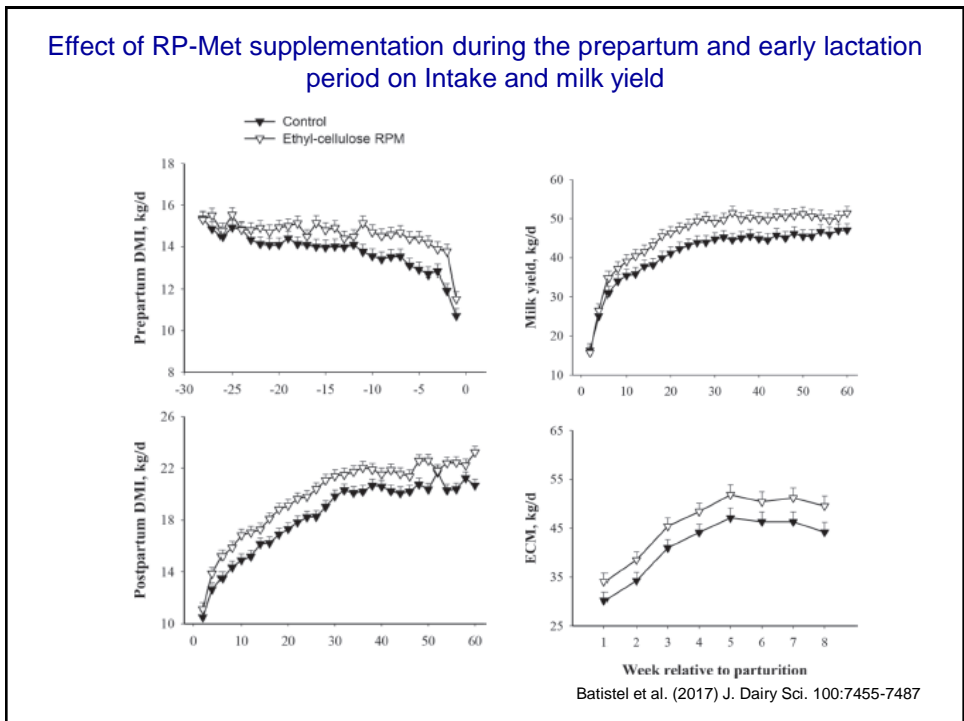 Effect of RP-Met supplementation during the prepartum and early lactation
period on Intake and milk yield
Control
Ethyl-cellulose RPM
Prepartum DMI, kg/d
18
16
14
12
10
8
-30 -25 -20 -15 -10 -5 0
Milk yield, kg/d
60
50
40
30
20
10
0 10 20 30 40 50 60
Postpartum DMI, kg/d
26
22
18
14
10
0 10 20 30 40 50 60
ECM, kg/d
65
55
45
35
25
1 2 3 4 5 6 7 8
Week relative to parturition
Batistel et al. (2017) J. Dairy Sci. 100:7455-7487